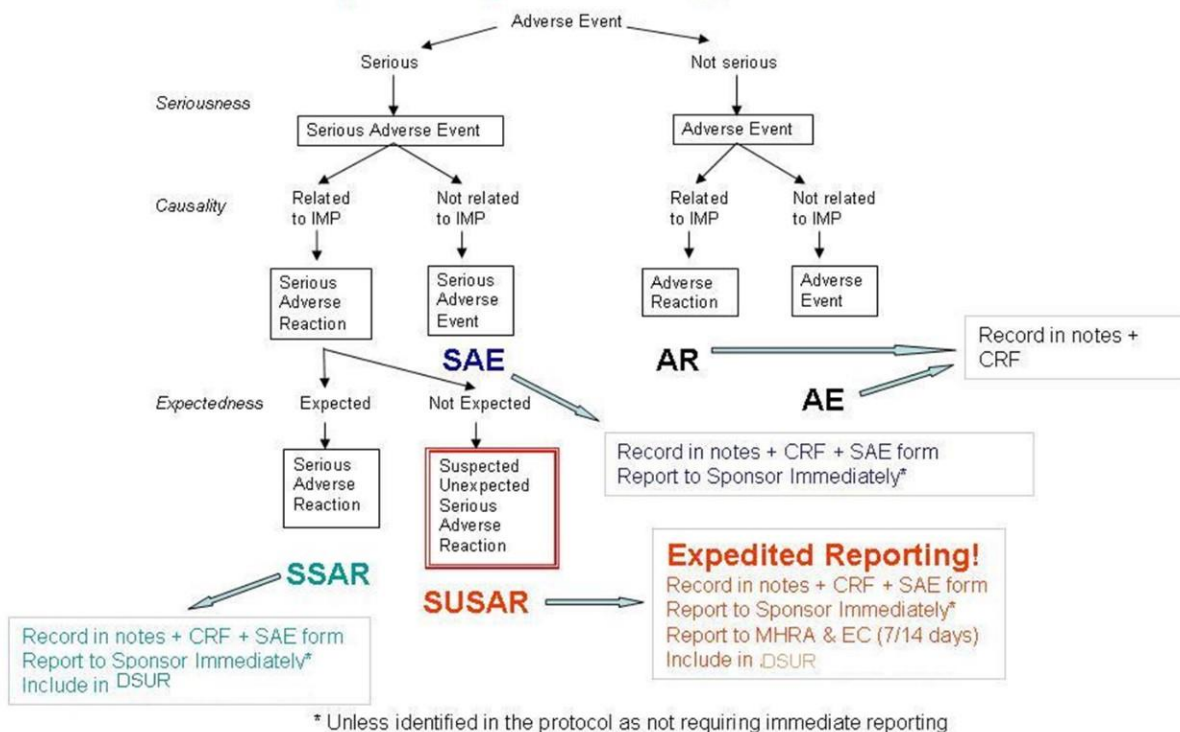 Adverse Event
Serious
Not serious
Seriousness
Serious Adverse Event
Adverse Event
Causality
Related
to IMP
Not related
to IMP
Related
to IMP
Not related
to IMP
Serious
Adverse
Reaction
Serious
Adverse
Event
Adverse
Reaction
Adverse
Event
SAE
AR
AE
Record in notes +
CRF
Expectedness
Expected
Not Expected
Record in notes + CRF + SAE form
Report to Sponsor Immediately*
Serious
Adverse
Reaction
Suspected
Unexpected
Serious
Adverse
Reaction
SSAR
SUSAR
Expedited Reporting!
Record in notes + CRF + SAE form
Report to Sponsor Immediately*
Report to MHRA & EC (7/14 days)
Include in DSUR
Record in notes + CRF + SAE form
Report to Sponsor Immediately*
Include in DSUR
* Unless identified in the protocol as not requiring immediate reporting